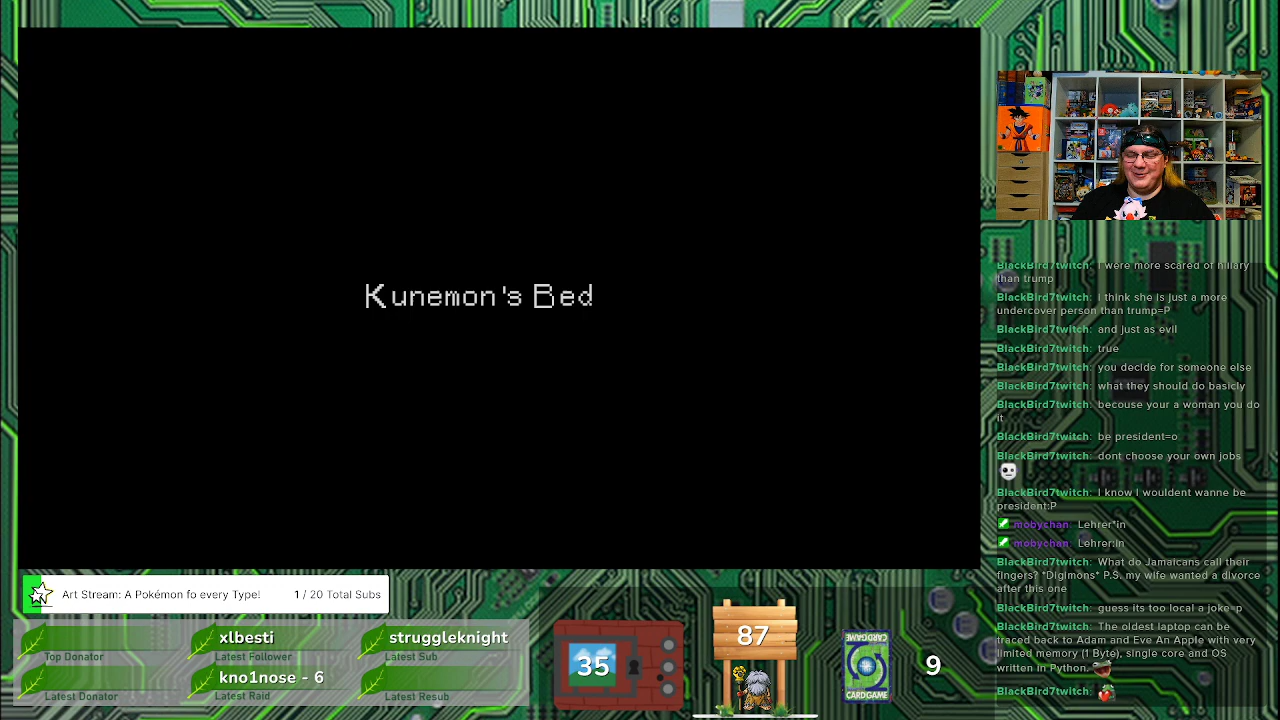 Kunemon's Bed
BlackBird7twitch: I were more scared of hillary
than trump
BlackBird7twitch: i think she is just a more
undercover person than trump=P
BlackBird7twitch: and just as evil
BlackBird7twitch: true
BlackBird7twitch: you decide for someone else
BlackBird7twitch: what they should do basicly
BlackBird7twitch: becouse your a woman you do
it
BlackBird7twitch: be president=o
BlackBird7twitch: dont choose your own jobs
BlackBird7twitch: I know I wouldent wanne be
president:P
mobychan: Lehrer*in
mobychan: Lehrer:in
BlackBird7twitch: What do Jamaicans call their
fingers? *Digimons* P.S. my wife wanted a divorce
after this one
BlackBird7twitch: guess its too local a joke=p
BlackBird7twitch: The oldest laptop can be
traced back to Adam and Eve An Apple with very
limited memory (1 Byte), single core and OS
written in Python.
BlackBird7twitch:
Art Stream: A Pokémon fo every Type! 1 / 20 Total Subs
Top Donator
xlbesti
Latest Follower
struggleknight
Latest Sub
Latest Donator
kno1nose - 6
Latest Raid
Latest Resub
35
87
CARDGAME
CARDGAME
9